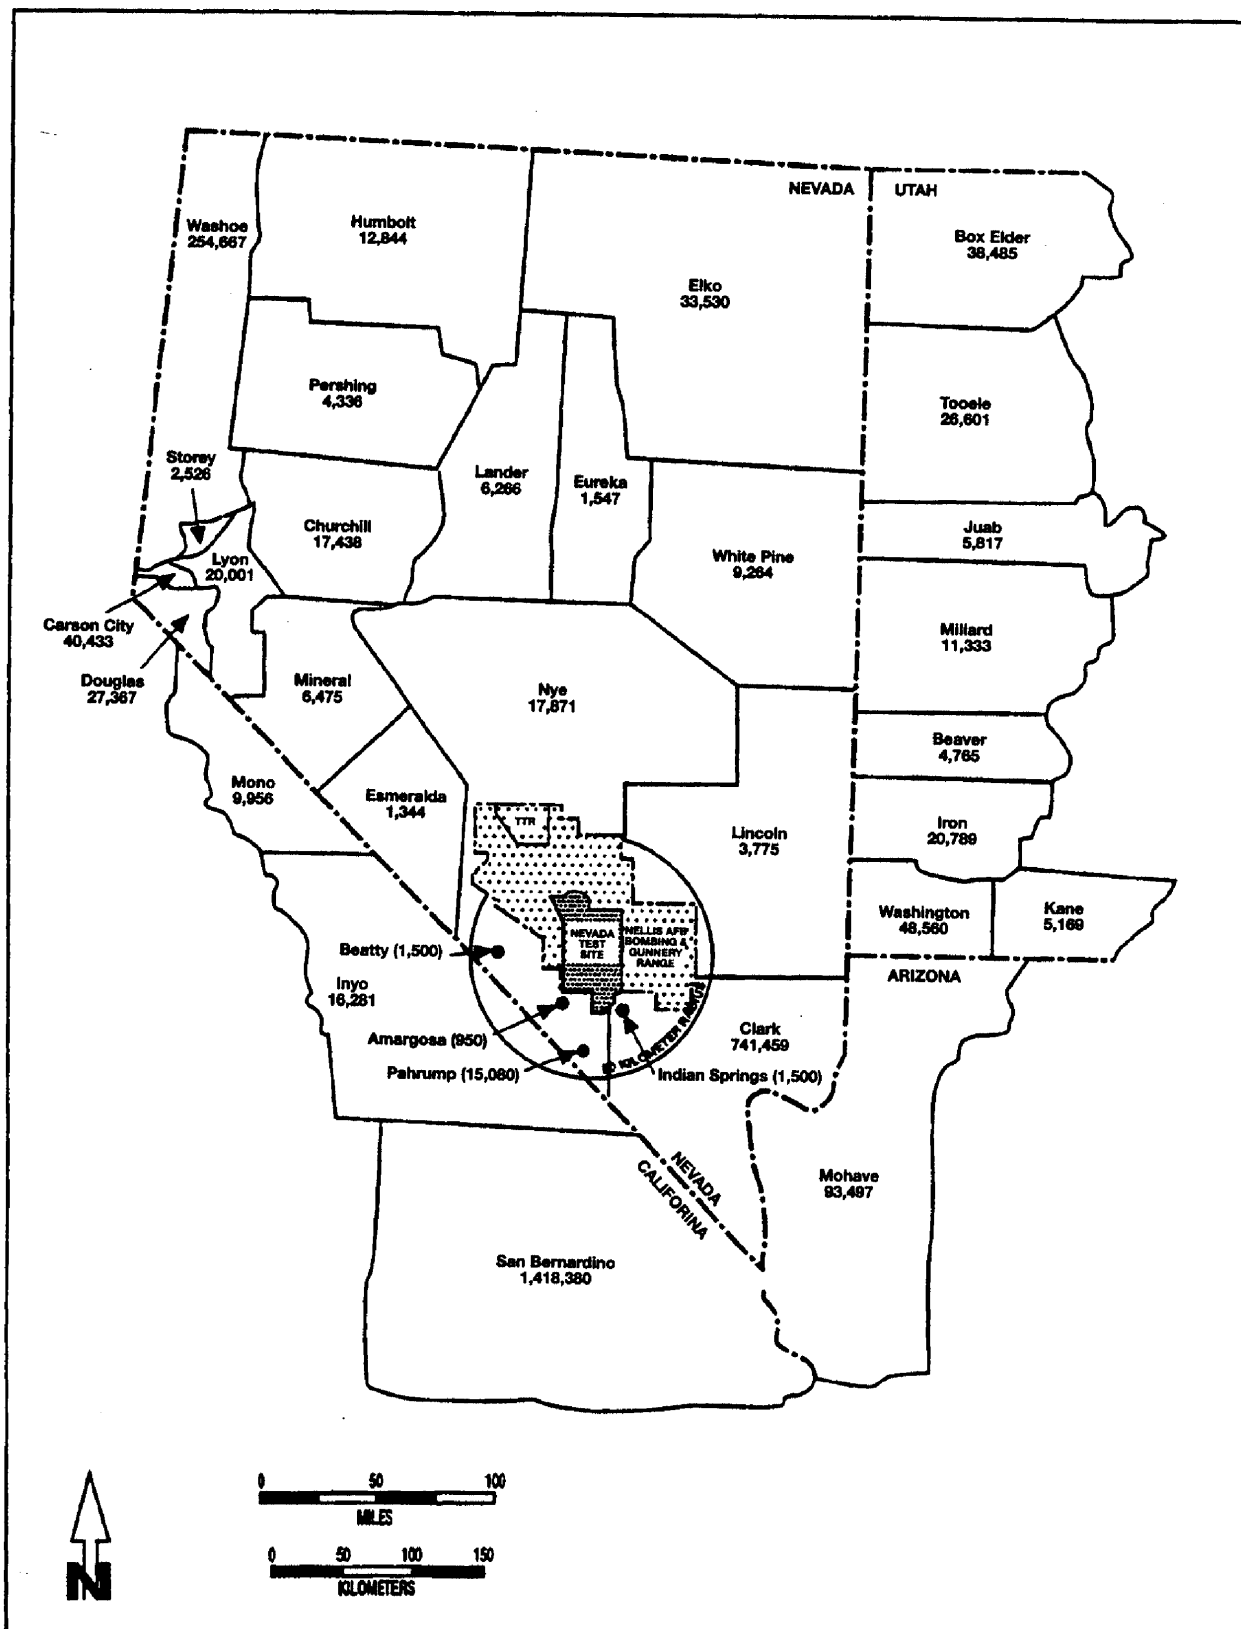 NEVADA
UTAH
Washoe
254,667
Humbolt
12,844
Box Elder
38,485
Elko
33,530
Pershing
4,336
Tooele
26,601
Storey
2,526
Lander
6,266
Eureka
1,547
Churchill
17,438
Juab
5,817
Lyon
20,001
White Pine
9,264
Carson City
40,433
Millard
11,333
Douglas
27,367
Mineral
6,475
Nye
17,871
Beaver
4,765
Mono
9,956
Esmeralda
1,344
TTR
Lincoln
3,775
Iron
20,789
Washington
48,560
Kane
5,169
NEVADA
TEST
SITE
NELLIS AFB
BOMBING &
GUNNERY
RANGE
Beatty (1,500)
ARIZONA
Inyo
16,281
Amargosa (950)
Clark
741,459
Pahrump (15,080)
KILOMETER RADIUS
Indian Springs (1,500)
NEVADA
CALIFORINA
Mohave
93,497
San Bernardino
1,418,380
0 50 100
MILES
0 50 100 150
KILOMETERS
N